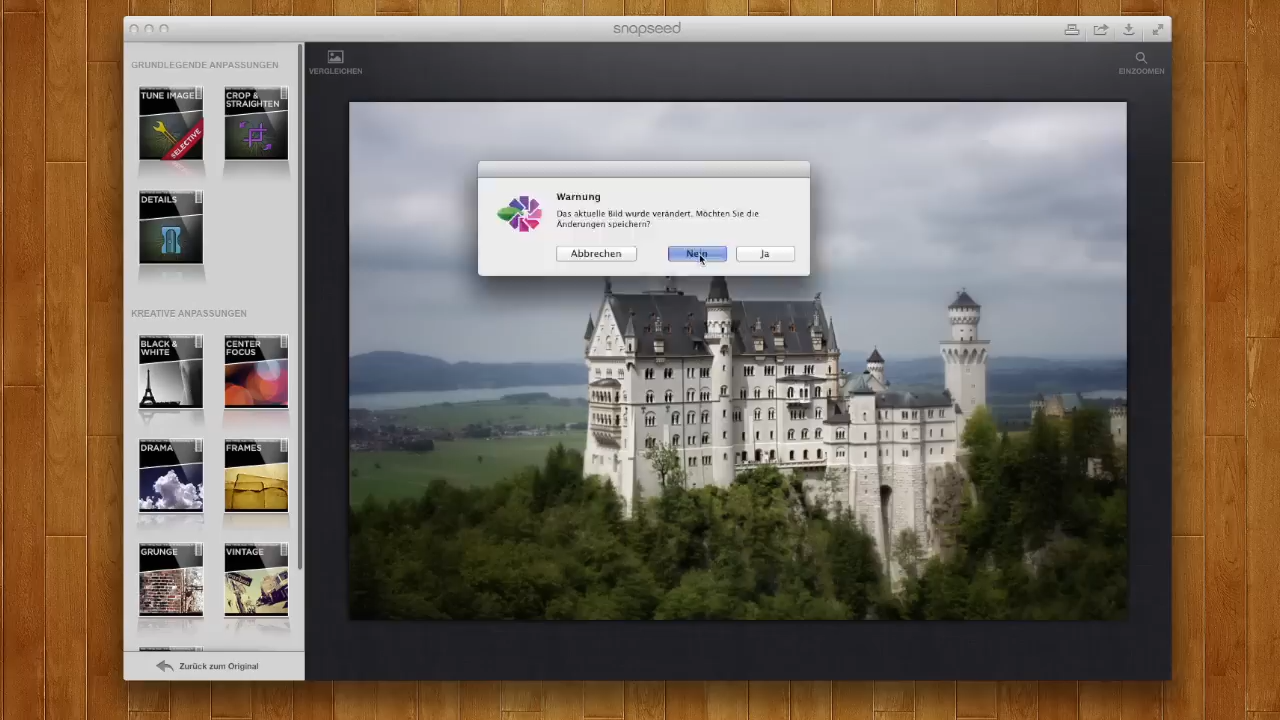 snapseed
GRUNDLEGENDE ANPASSUNGEN
VERGLEICHEN
EINZOOMEN
TUNE IMAGE
SELECTIVE
CROP &
STRAIGHTEN
DETAILS
Warnung
Das aktuelle Bild wurde verändert. Möchten Sie die
Änderungen speichern?
Abbrechen
Nein
Ja
KREATIVE ANPASSUNGEN
BLACK &
WHITE
CENTER
FOCUS
DRAMA
FRAMES
GRUNGE
VINTAGE
Zurück zum Original